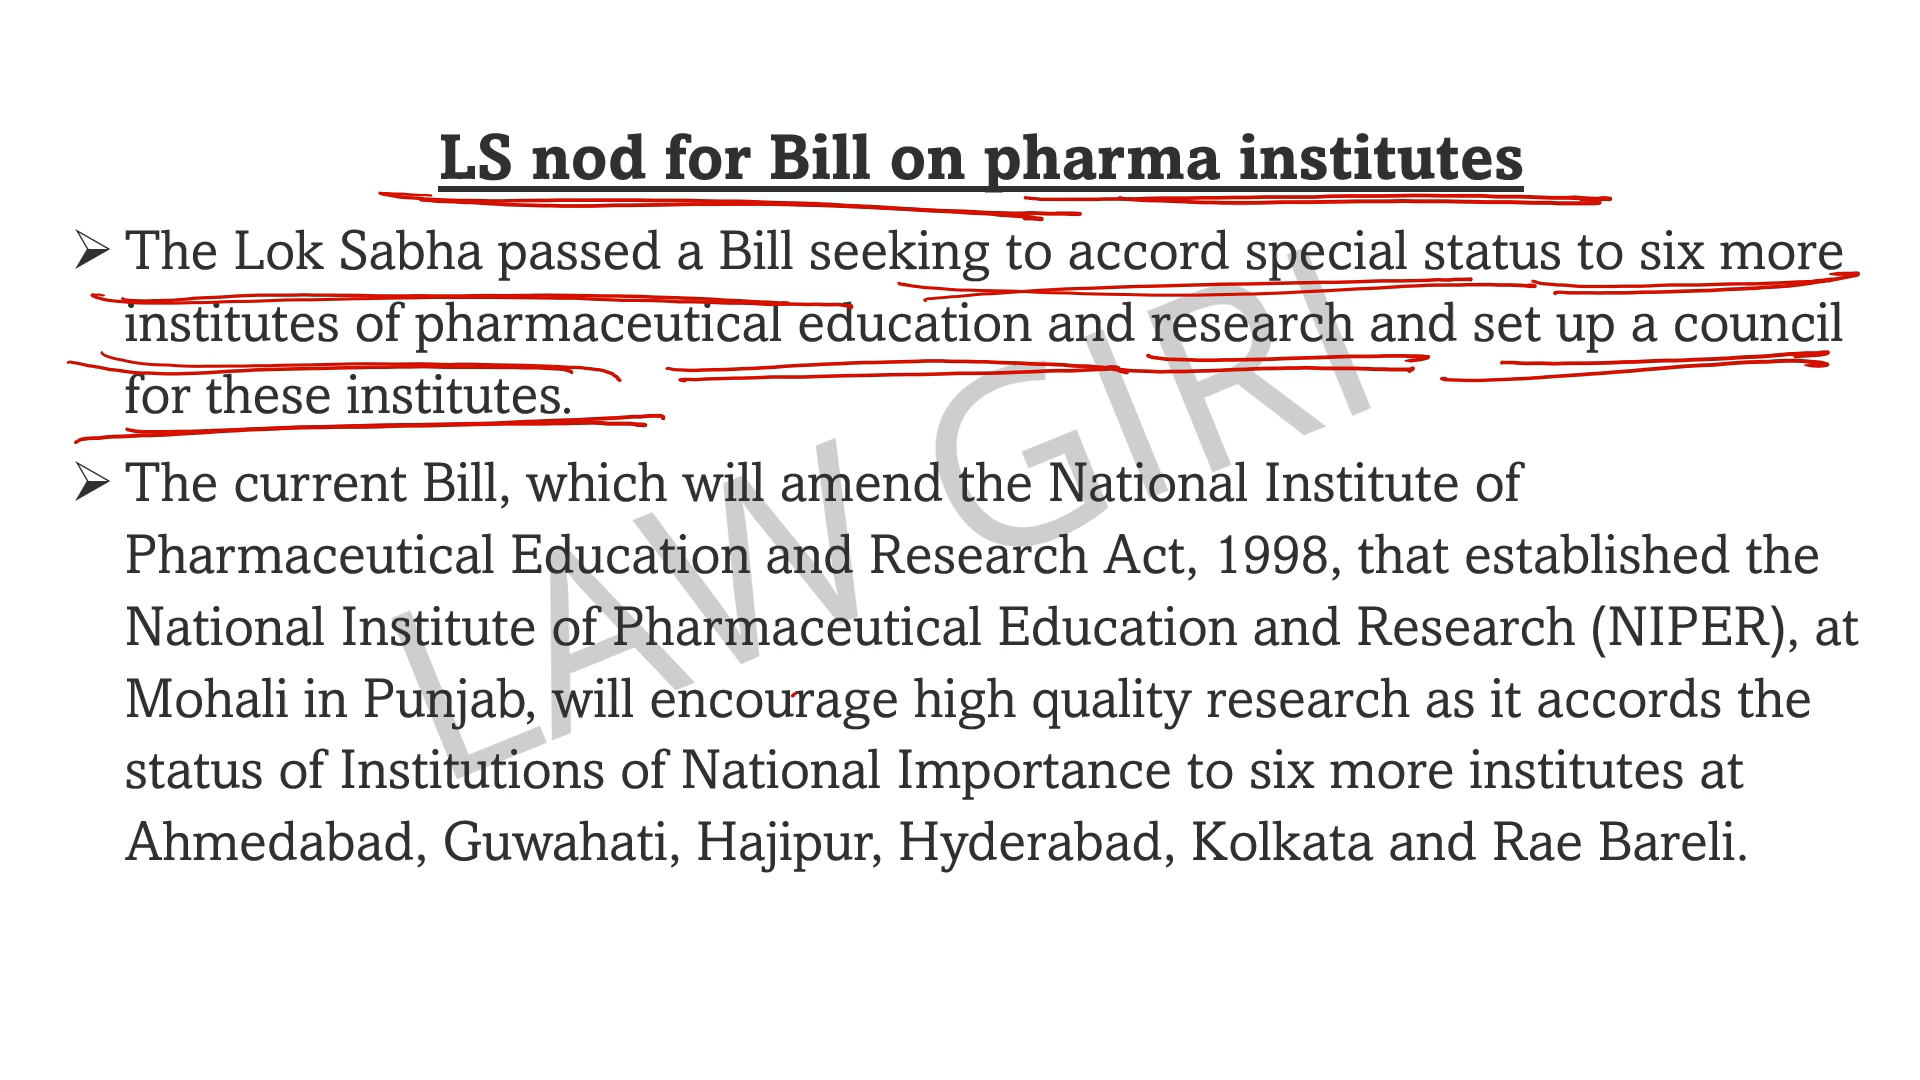 LS nod for Bill on pharma institutes
The Lok Sabha passed a Bill seeking to accord special status to six more
institutes of pharmaceutical education and research and set up a council
for these institutes.
The current Bill, which will amend the National Institute of
Pharmaceutical Education and Research Act, 1998, that established the
National Institute of Pharmaceutical Education and Research (NIPER), at
Mohali in Punjab, will encourage high quality research as it accords the
status of Institutions of National Importance to six more institutes at
Ahmedabad, Guwahati, Hajipur, Hyderabad, Kolkata and Rae Bareli.
LAW GIRI